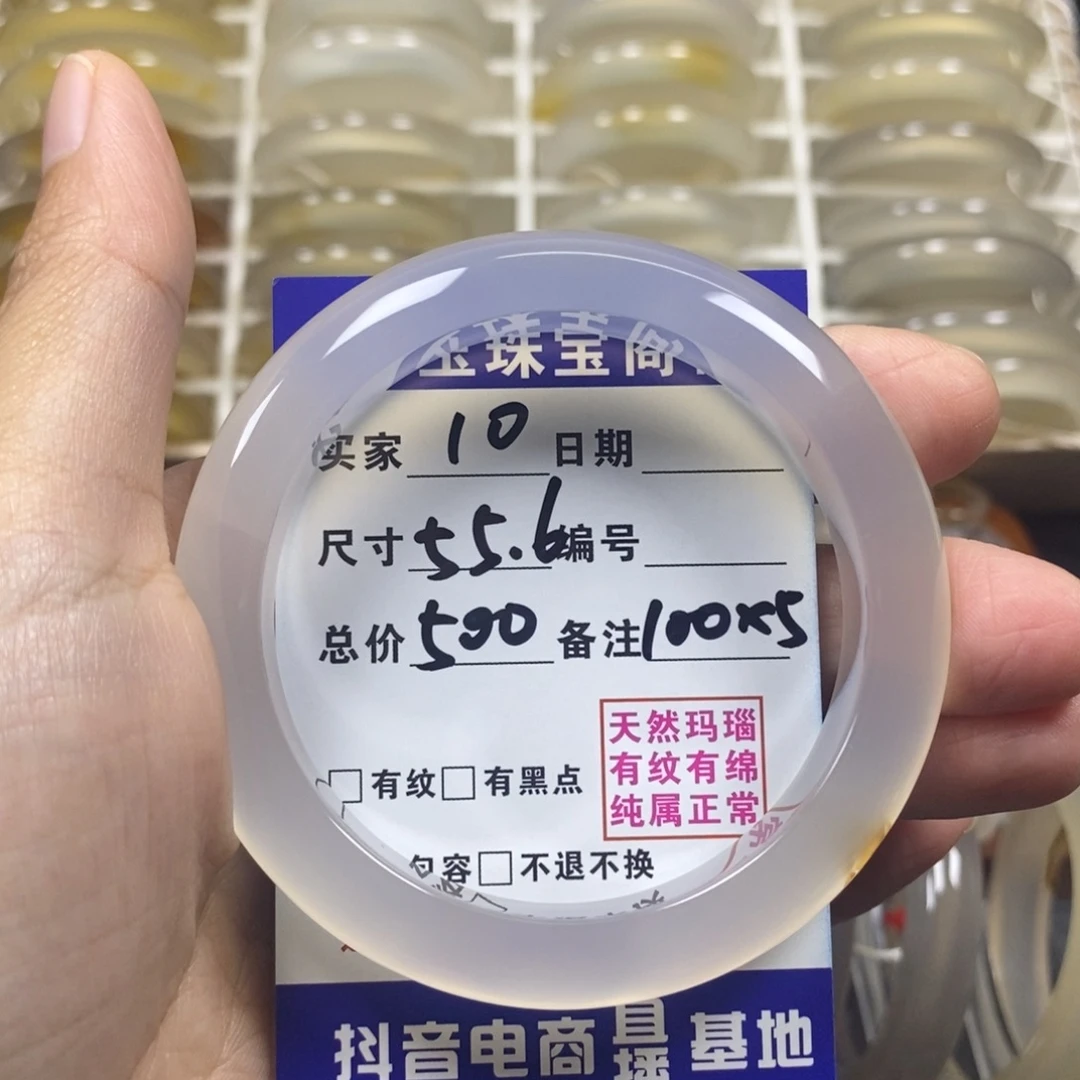 玉珠宝商
买家 10 日期
尺寸 55.6 编号
总价 500 备注 100x5
天然玛瑙
有纹有绵
纯属正常
□有纹□有黑点
包容□不退不换
抖音电商直播基地